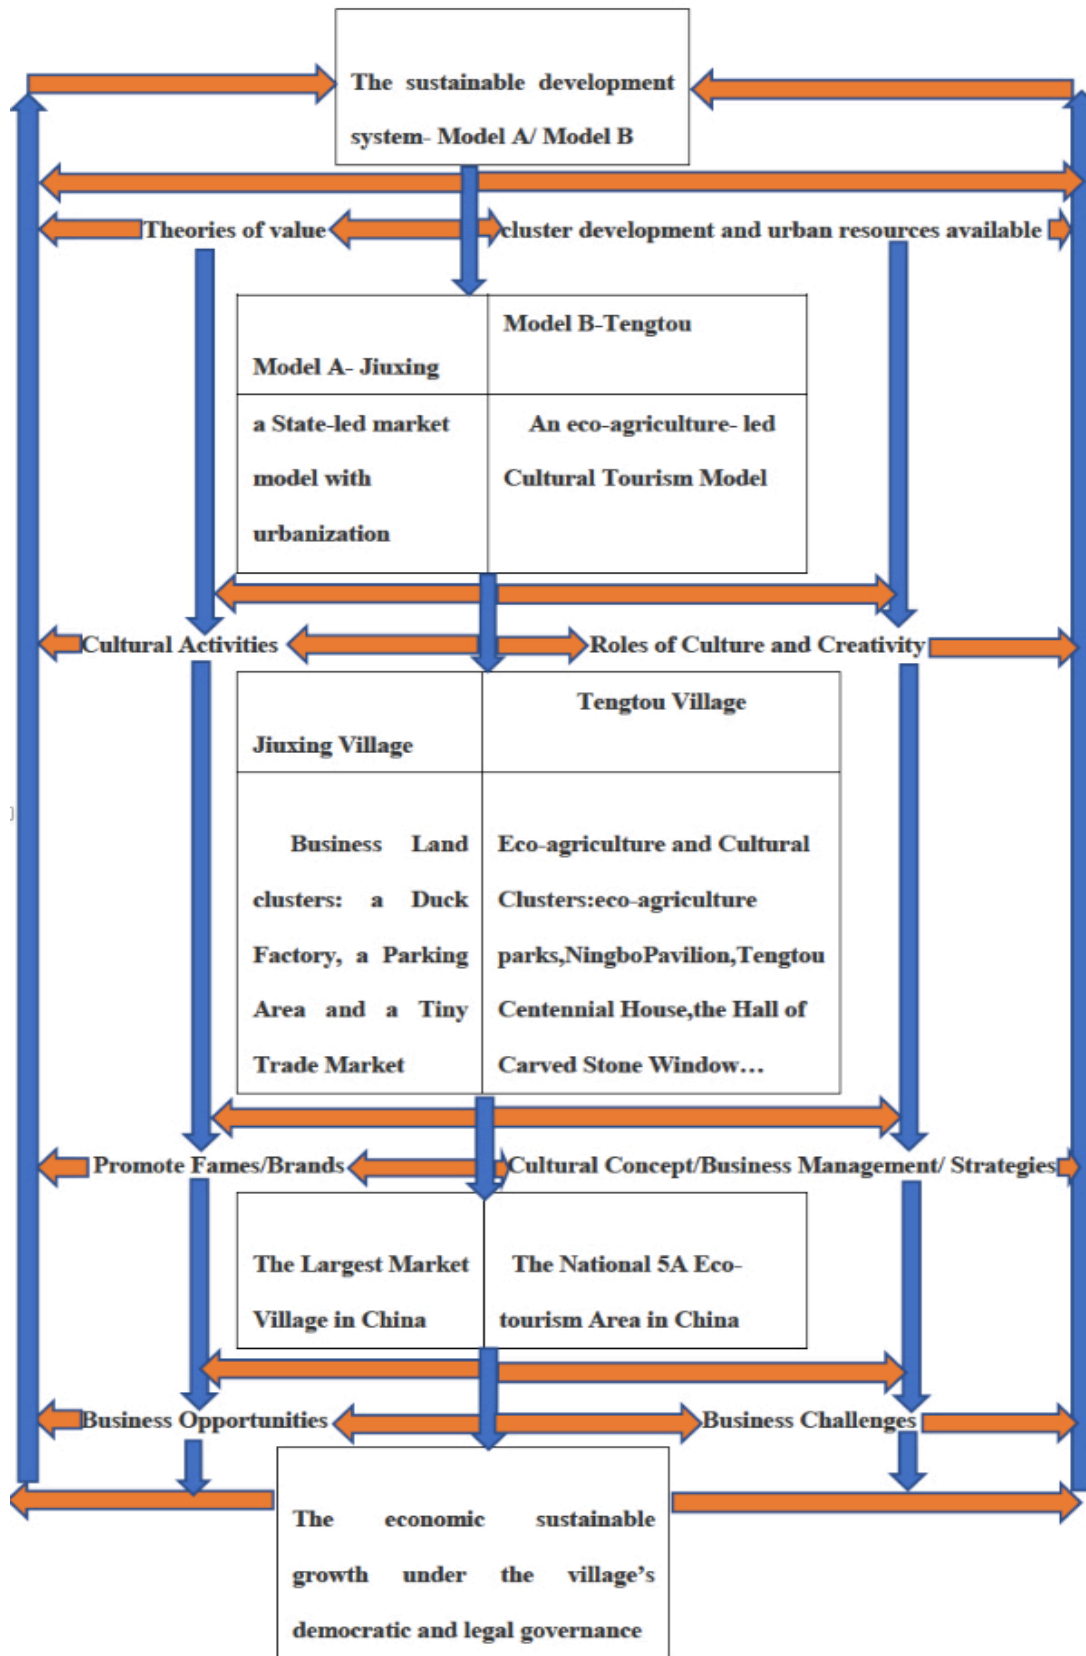 The sustainable development
system- Model A/ Model B
Theories of value
cluster development and urban resources available
Model A- Jiuxing
Model B-Tengtou
a State-led market
model with
urbanization
An eco-agriculture- led
Cultural Tourism Model
Cultural Activities
Roles of Culture and Creativity
Jiuxing Village
Tengtou Village
Business Land
clusters: a Duck
Factory, a Parking
Area and a Tiny
Trade Market
Eco-agriculture and Cultural
Clusters:eco-agriculture
parks,NingboPavilion,Tengtou
Centennial House,the Hall of
Carved Stone Window…
Promote Fames/Brands
Cultural Concept/Business Management/ Strategies
The Largest Market
Village in China
The National 5A Eco-
tourism Area in China
Business Opportunities
Business Challenges
The economic sustainable
growth under the village’s
democratic and legal governance